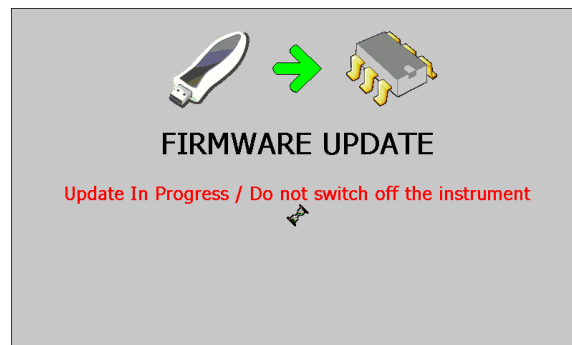 FIRMWARE UPDATE
Update In Progress / Do not switch off the instrument